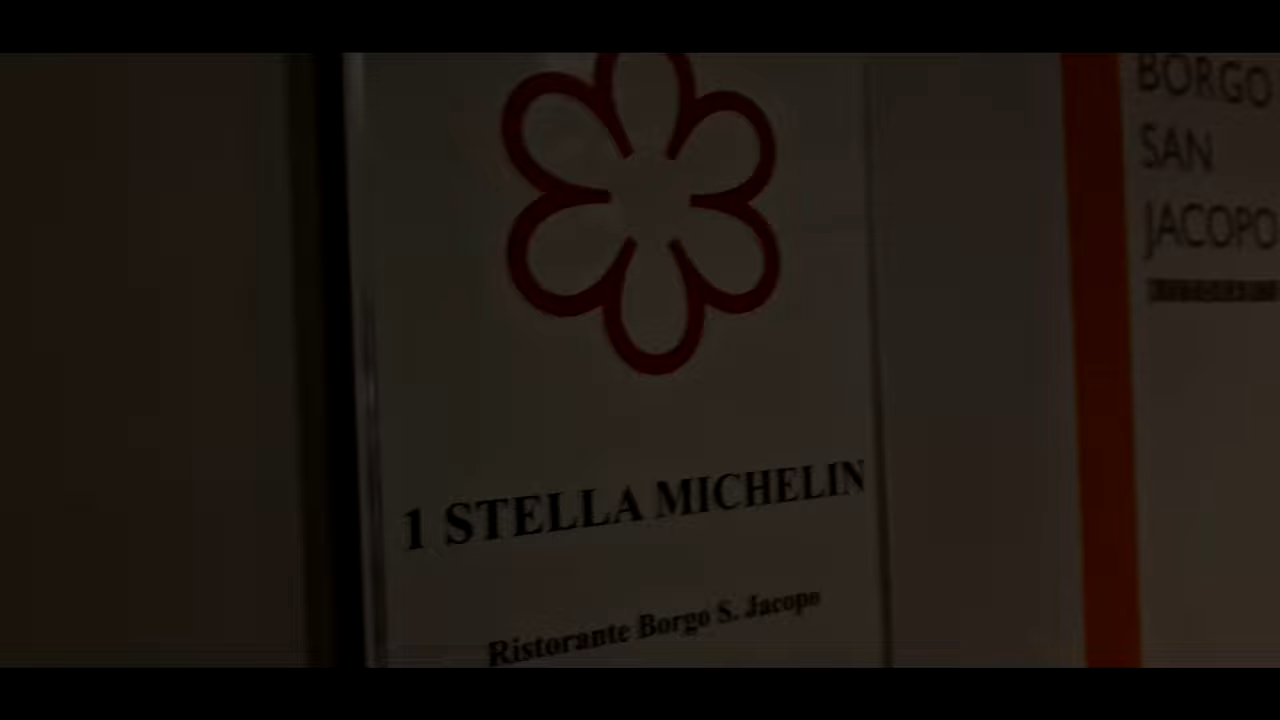 1 STELLA MICHELIN
Ristorante Borgo S. Jacopo
BORGO
SAN
JACOPO